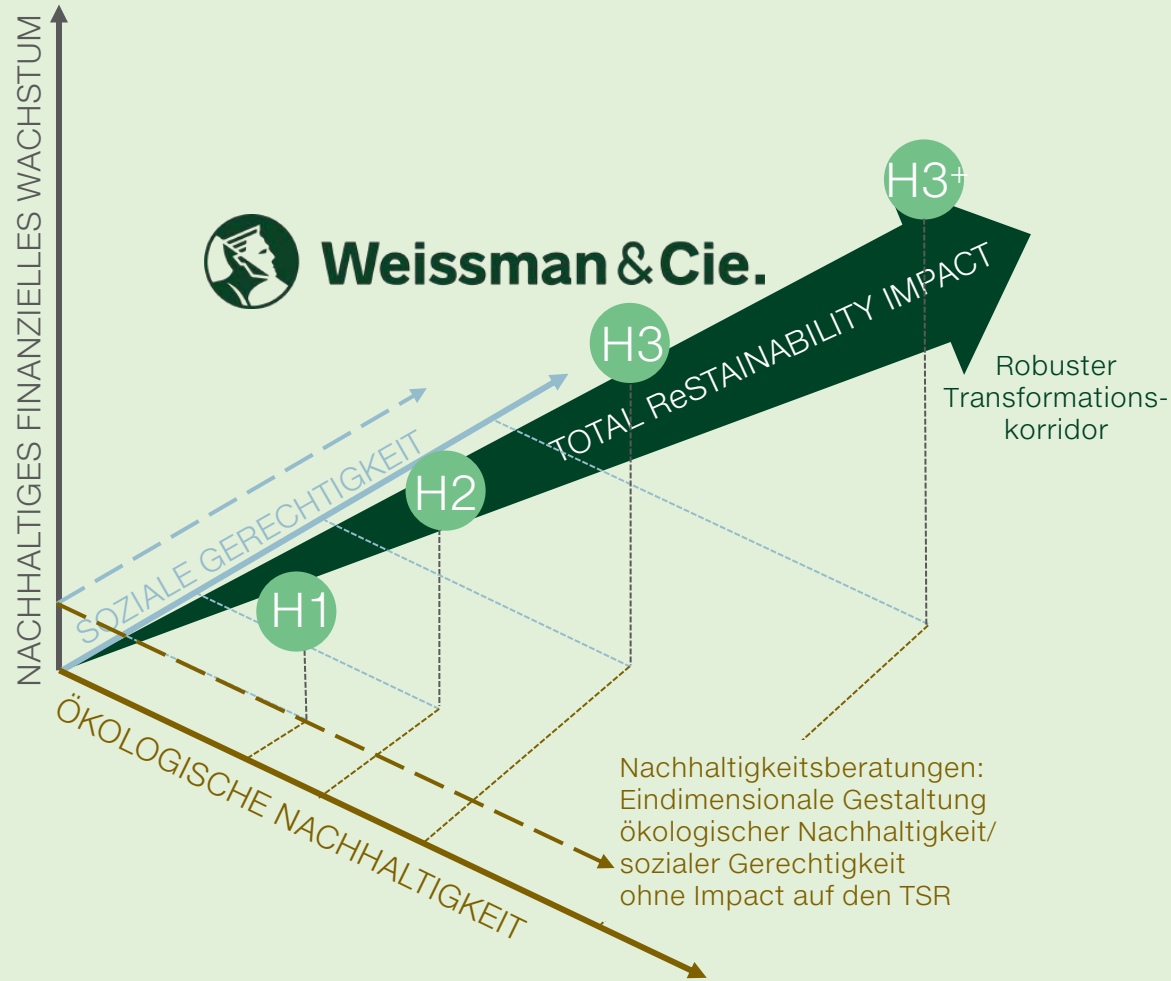 NACHHALTIGES FINANZIELLES WACHSTUM
Weissman & Cie.
H3+
TOTAL ReSTAINABILITY IMPACT
H3
Robuster
Transformations-
korridor
SOZIALE GERECHTIGKEIT
H2
H1
ÖKOLOGISCHE NACHHALTIGKEIT
Nachhaltigkeitsberatungen:
Eindimensionale Gestaltung
ökologischer Nachhaltigkeit/
sozialer Gerechtigkeit
ohne Impact auf den TSR